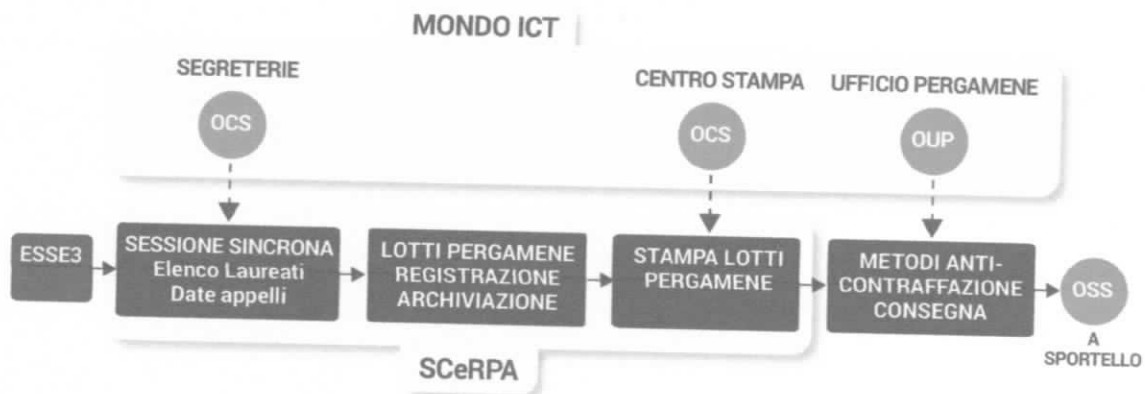 MONDO ICT
SEGRETERIE
CENTRO STAMPA
UFFICIO PERGAMENE
OCS
OCS
OUP
ESSE3
SESSIONE SINCRONA
Elenco Laureati
Date appelli
LOTTI PERGAMENE
REGISTRAZIONE
ARCHIVIAZIONE
STAMPA LOTTI
PERGAMENE
METODI ANTI-
CONTRAFFAZIONE
CONSEGNA
OSS
A
SPORTELLO
SCeRPA